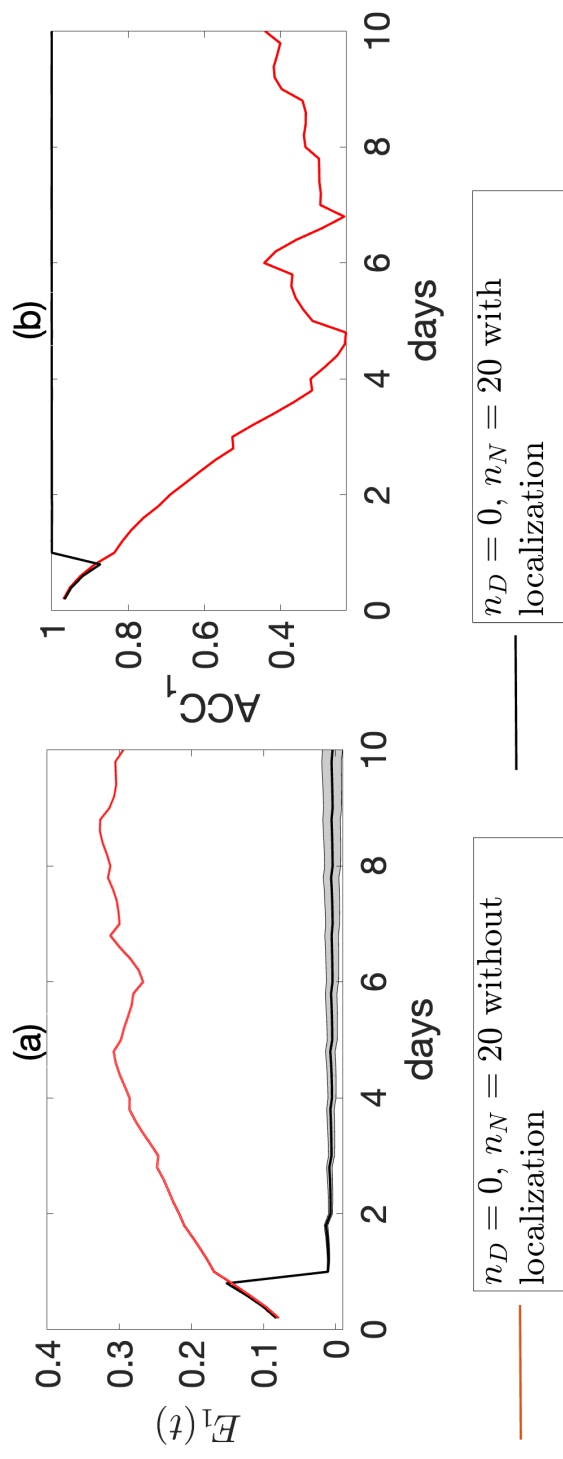 (a)
E₁(t)
0.4
0.3
0.2
0.1
0
0 2 4 6 8 10
days
(b)
ACC₁
1
0.8
0.6
0.4
0 2 4 6 8 10
days
n_D = 0, n_N = 20 without
localization
n_D = 0, n_N = 20 with
localization